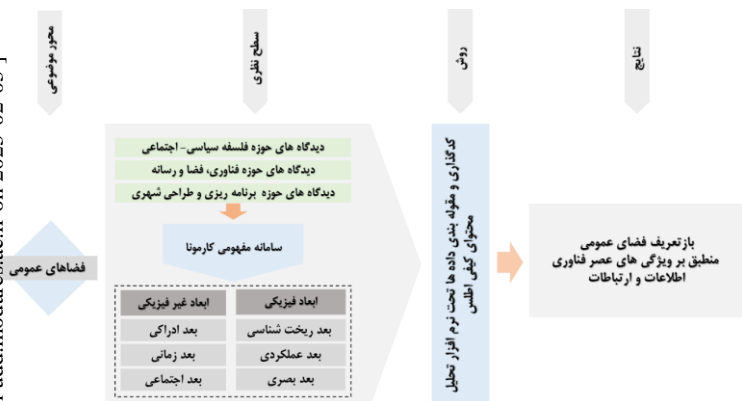 محور موضوعی
سطح نظری
روش
نتایج
فضاهای عمومی
دیدگاه های حوزه فلسفه سیاسی- اجتماعی
دیدگاه های حوزه فناوری، فضا و رسانه
دیدگاه های حوزه برنامه ریزی و طراحی شهری
سامانه مفهومی کارمونا
ابعاد غیر فیزیکی
بعد ادراکی
بعد زمانی
بعد اجتماعی
ابعاد فیزیکی
بعد ریخت شناسی
بعد عملکردی
بعد بصری
کدگذاری و مقوله بندی داده ها تحت نرم افزار تحلیل
محتوای کیفی اطلس
بازتعریف فضای عمومی
منطبق بر ویژگی های عصر فناوری
اطلاعات و ارتباطات